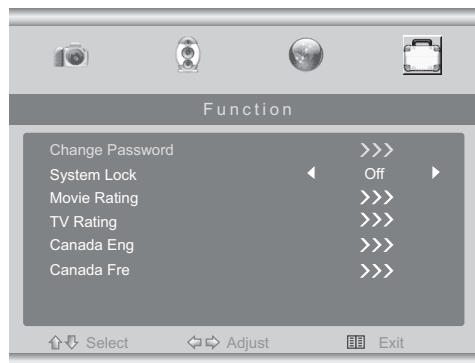 Function
Change Password >>>
System Lock Off
Movie Rating >>>
TV Rating >>>
Canada Eng >>>
Canada Fre >>>
Select Adjust Exit